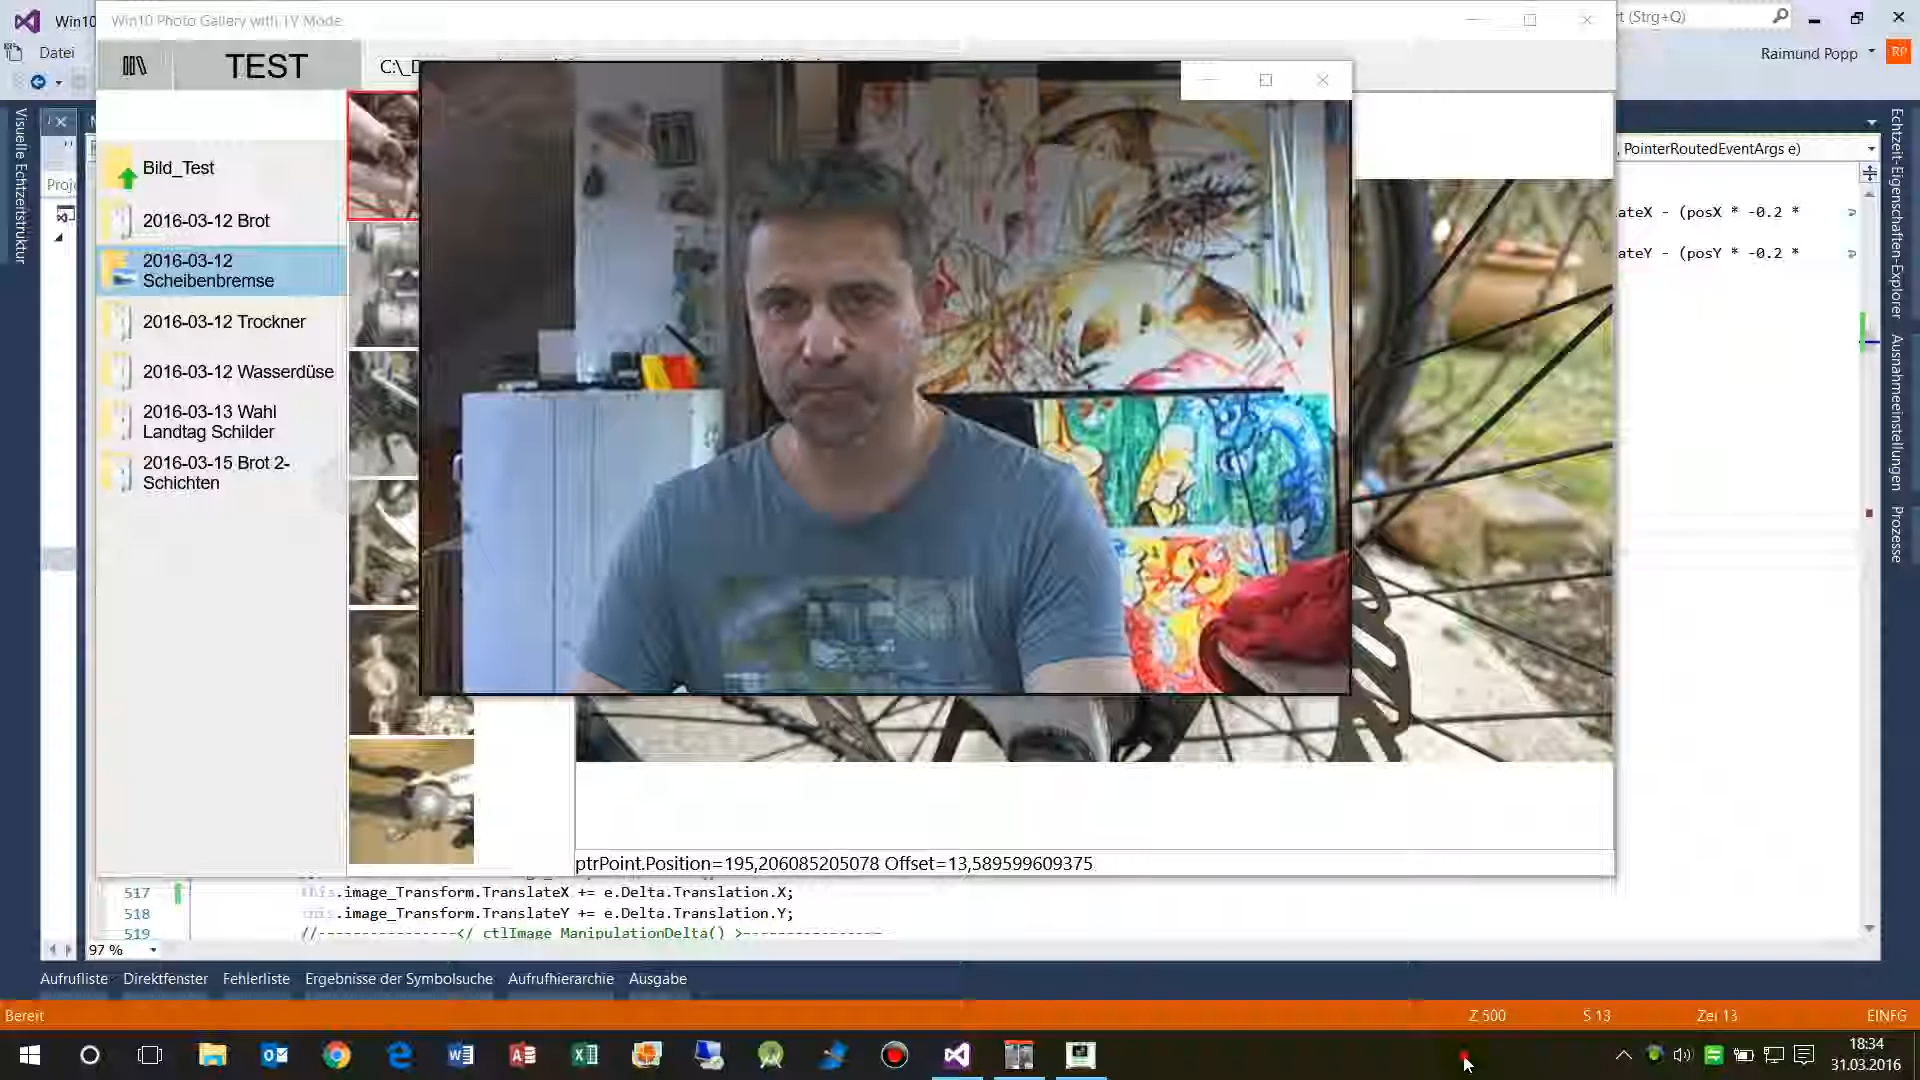 Win10
Win10 Photo Gallery with TV Mode
t (Strg+Q)
Datei
TEST
C:\_D
Raimund Popp
RP
Visuelle Echtzeitstruktur
Proje
Bild_Test
2016-03-12 Brot
2016-03-12
Scheibenbremse
2016-03-12 Trockner
2016-03-12 Wasserdüse
2016-03-13 Wahl
Landtag Schilder
2016-03-15 Brot 2-
Schichten
, PointerRoutedEventArgs e)
ateX - (posX * -0.2 *
ateY - (posY * -0.2 *
Echtzeit-Eigenschaften-Explorer
Ausnahmeeinstellungen
Prozesse
ptrPoint.Position=195,206085205078 Offset=13,589599609375
517 this.image_Transform.TranslateX += e.Delta.Translation.X;
518 this.image_Transform.TranslateY += e.Delta.Translation.Y;
519 //---------------</ ctlImage_ManipulationDelta() >----------------
97 %
Aufrufliste Direktfenster Fehlerliste Ergebnisse der Symbolsuche Aufrufhierarchie Ausgabe
Bereit
Z 500 S 13 Zei 13 EINFG
18:34
31.03.2016